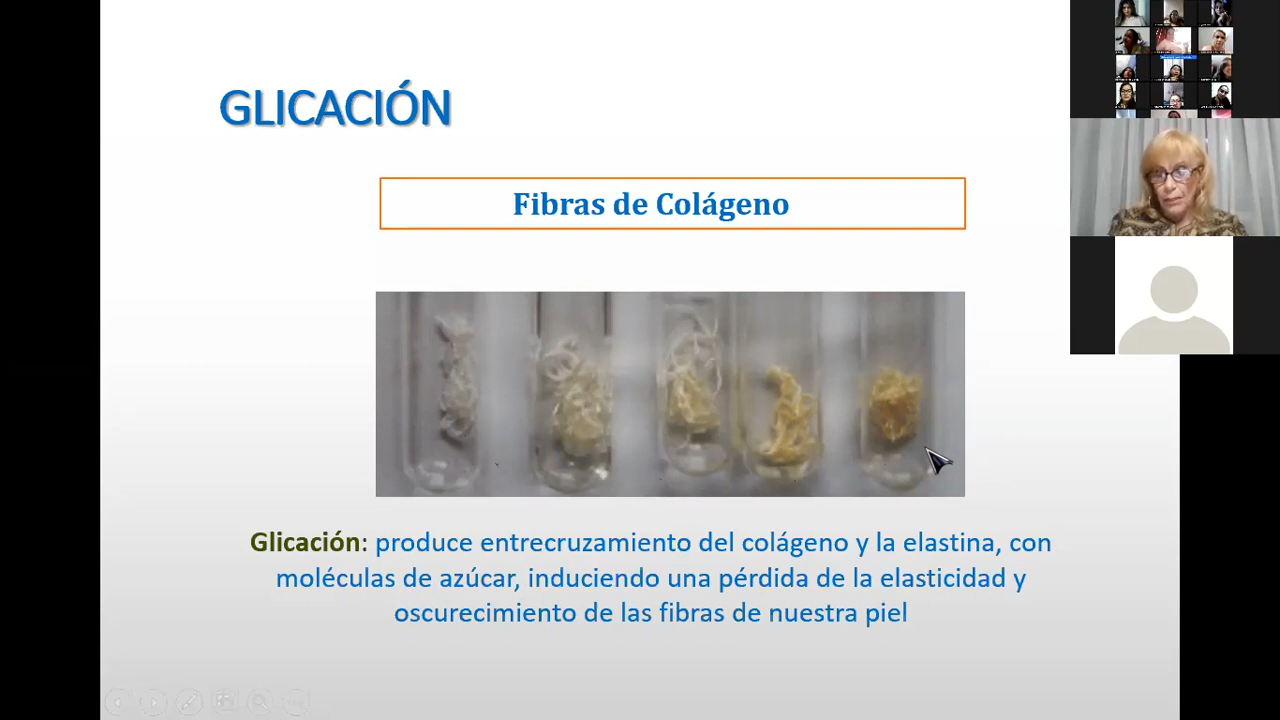 GLICACIÓN
Fibras de Colágeno
Glicación: produce entrecruzamiento del colágeno y la elastina, con
moléculas de azúcar, induciendo una pérdida de la elasticidad y
oscurecimiento de las fibras de nuestra piel